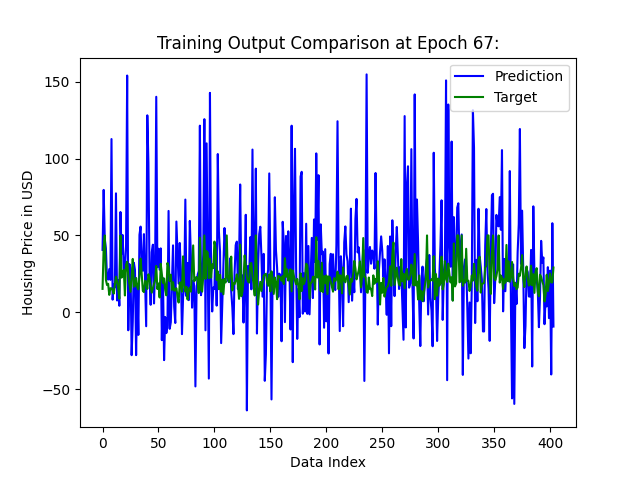 Training Output Comparison at Epoch 67:
Prediction
Target
150
100
50
0
−50
Housing Price in USD
0
50
100
150
200
250
300
350
400
Data Index